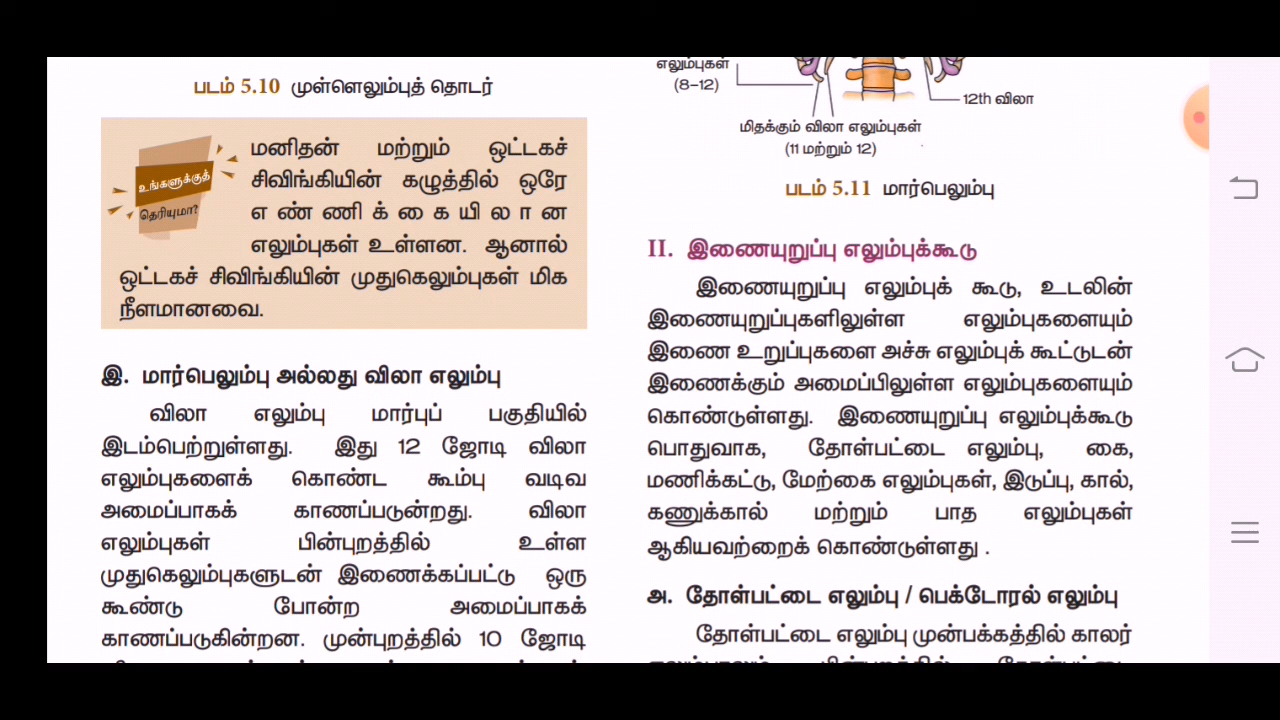 படம் 5.10 முள்ளெலும்புத் தொடர்
உங்களுக்குத்
தெரியுமா?
மனிதன் மற்றும் ஒட்டகச்
சிவிங்கியின் கழுத்தில் ஒரே
எண்ணிக்கையிலான
எலும்புகள் உள்ளன. ஆனால்
ஒட்டகச் சிவிங்கியின் முதுகெலும்புகள் மிக
நீளமானவை.
இ. மார்பெலும்பு அல்லது விலா எலும்பு
விலா எலும்பு மார்புப் பகுதியில்
இடம்பெற்றுள்ளது. இது 12 ஜோடி விலா
எலும்புகளைக் கொண்ட கூம்பு வடிவ
அமைப்பாகக் காணப்படுன்றது. விலா
எலும்புகள் பின்புறத்தில் உள்ள
முதுகெலும்புகளுடன் இணைக்கப்பட்டு ஒரு
கூண்டு போன்ற அமைப்பாகக்
காணப்படுகின்றன. முன்புறத்தில் 10 ஜோடி
எலும்புகள்
(8-12)
12th விலா
மிதக்கும் விலா எலும்புகள்
(11 மற்றும் 12)
படம் 5.11 மார்பெலும்பு
II. இணையுறுப்பு எலும்புக்கூடு
இணையுறுப்பு எலும்புக் கூடு, உடலின்
இணையுறுப்புகளிலுள்ள எலும்புகளையும்
இணை உறுப்புகளை அச்சு எலும்புக் கூட்டுடன்
இணைக்கும் அமைப்பிலுள்ள எலும்புகளையும்
கொண்டுள்ளது. இணையுறுப்பு எலும்புக்கூடு
பொதுவாக, தோள்பட்டை எலும்பு, கை,
மணிக்கட்டு, மேற்கை எலும்புகள், இடுப்பு, கால்,
கணுக்கால் மற்றும் பாத எலும்புகள்
ஆகியவற்றைக் கொண்டுள்ளது .
அ. தோள்பட்டை எலும்பு / பெக்டோரல் எலும்பு
தோள்பட்டை எலும்பு முன்பக்கத்தில் காலர்